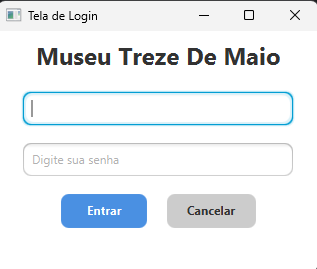 Tela de Login
Museu Treze De Maio
Digite sua senha
Entrar
Cancelar